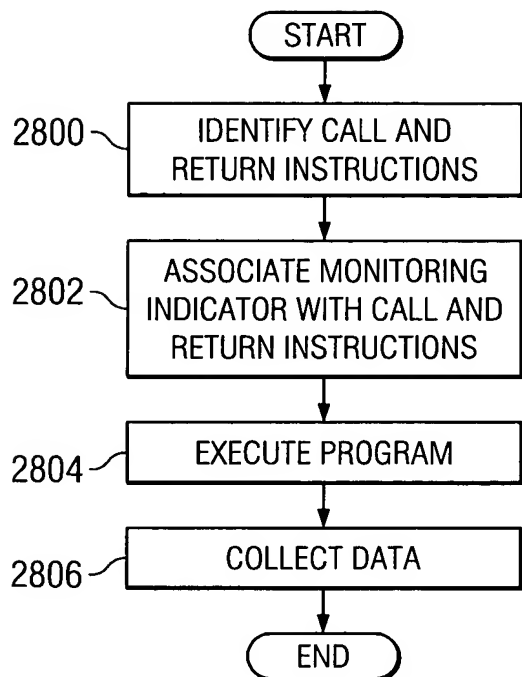 START
2800
IDENTIFY CALL AND
RETURN INSTRUCTIONS
2802
ASSOCIATE MONITORING
INDICATOR WITH CALL AND
RETURN INSTRUCTIONS
2804
EXECUTE PROGRAM
2806
COLLECT DATA
END